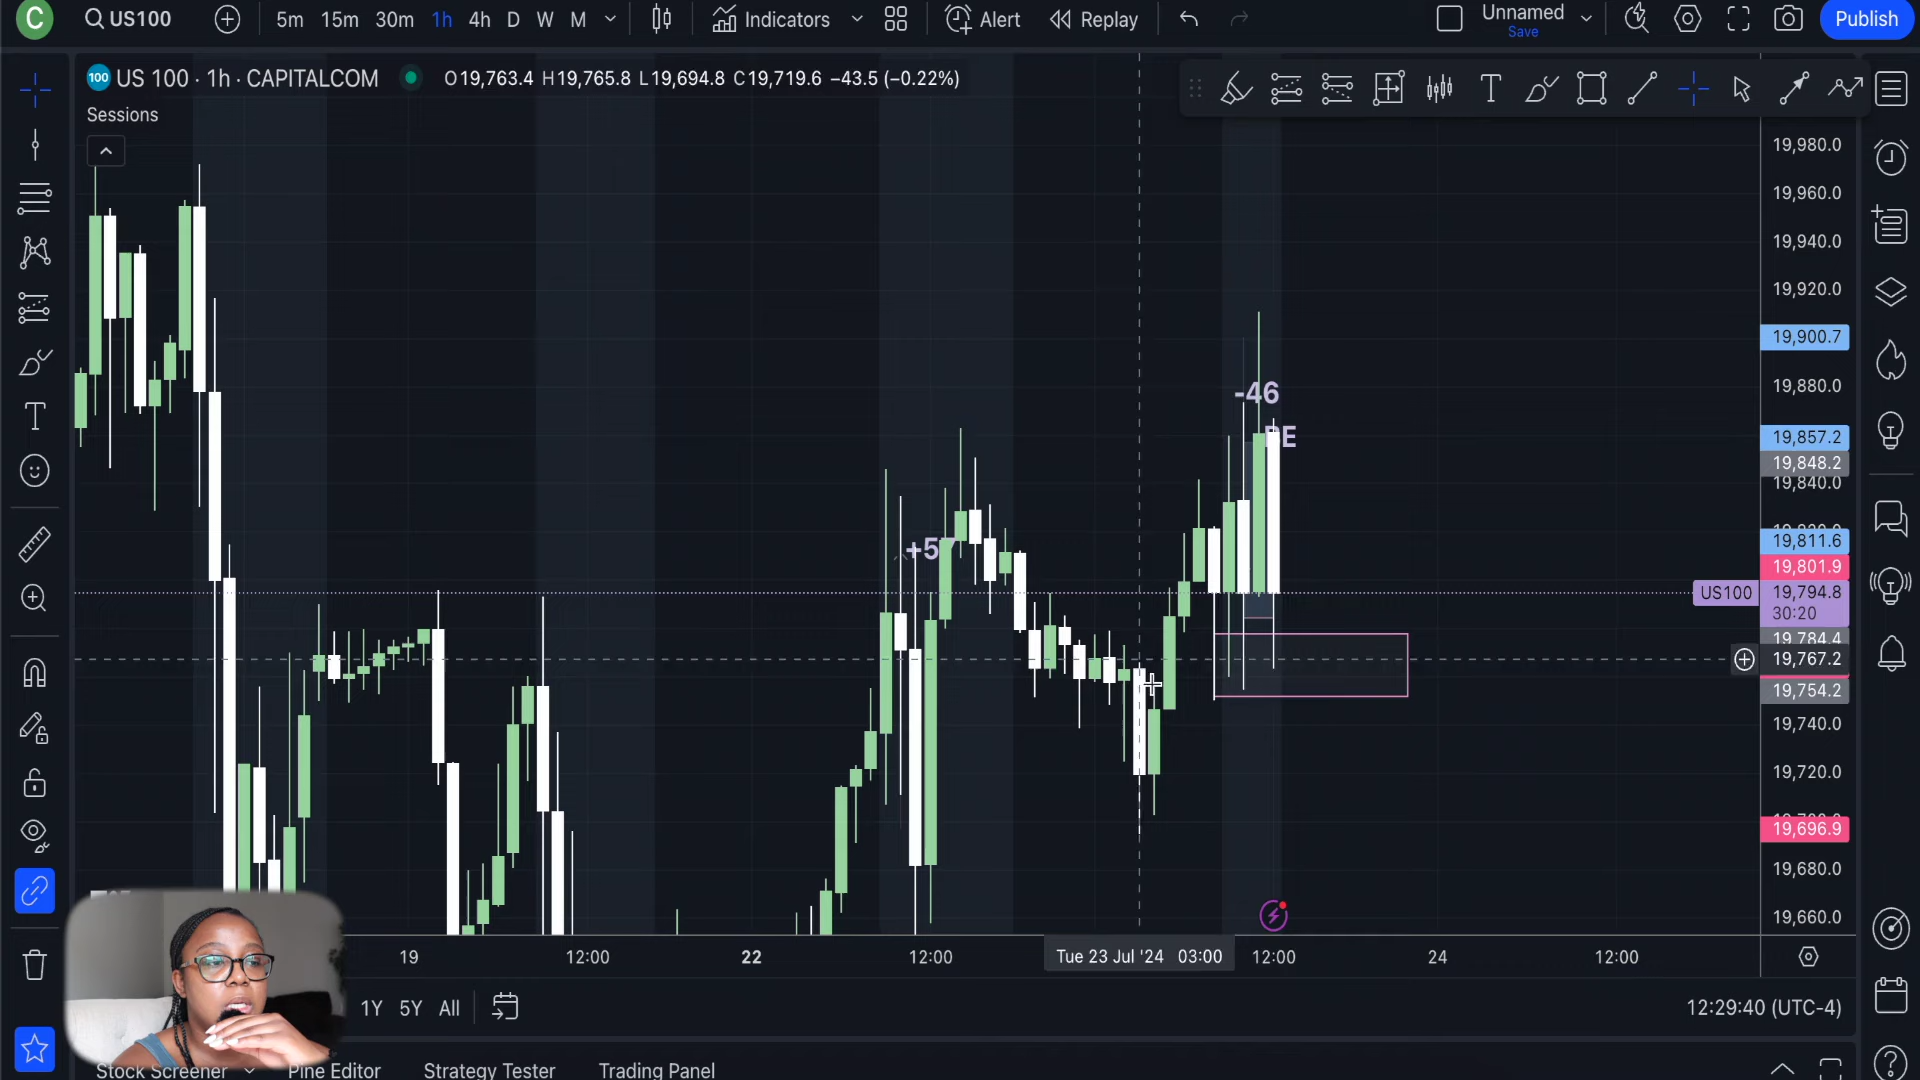 C
US100
5m
15m
30m
1h
4h
D
W
M
Indicators
Alert
Replay
Unnamed
Save
Publish
100
US 100 · 1h · CAPITALCOM
O19,763.4 H19,765.8 L19,694.8 C19,719.6 −43.5 (−0.22%)
Sessions
19,980.0
19,960.0
19,940.0
19,920.0
19,900.7
19,880.0
19,857.2
19,848.2
19,840.0
19,811.6
19,801.9
US100
19,794.8
30:20
19,784.4
19,767.2
19,754.2
19,740.0
19,720.0
19,696.9
19,680.0
19,660.0
-46
BE
+57
19
12:00
22
12:00
Tue 23 Jul '24 03:00
12:00
24
12:00
1Y
5Y
All
12:29:40 (UTC-4)
Stock Screener
Pine Editor
Strategy Tester
Trading Panel